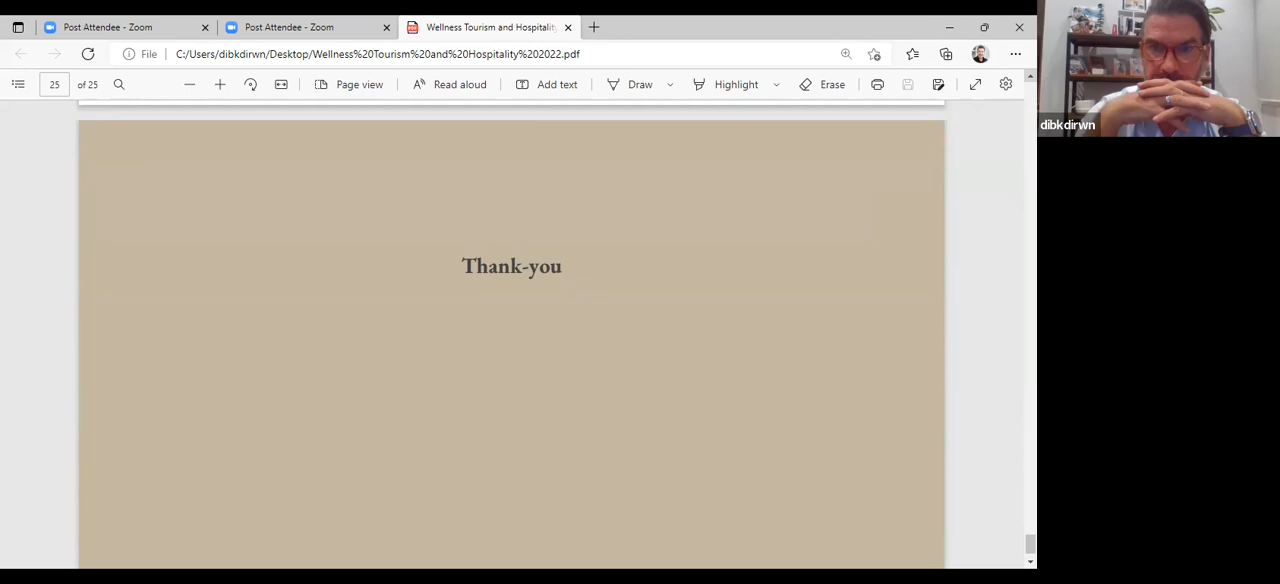 Post Attendee - Zoom
Post Attendee - Zoom
Wellness Tourism and Hospitality
File
C:/Users/dibkdirwn/Desktop/Wellness%20Tourism%20and%20Hospitality%202022.pdf
25 of 25
Page view
Read aloud
Add text
Draw
Highlight
Erase
dibkdirwn
Thank-you